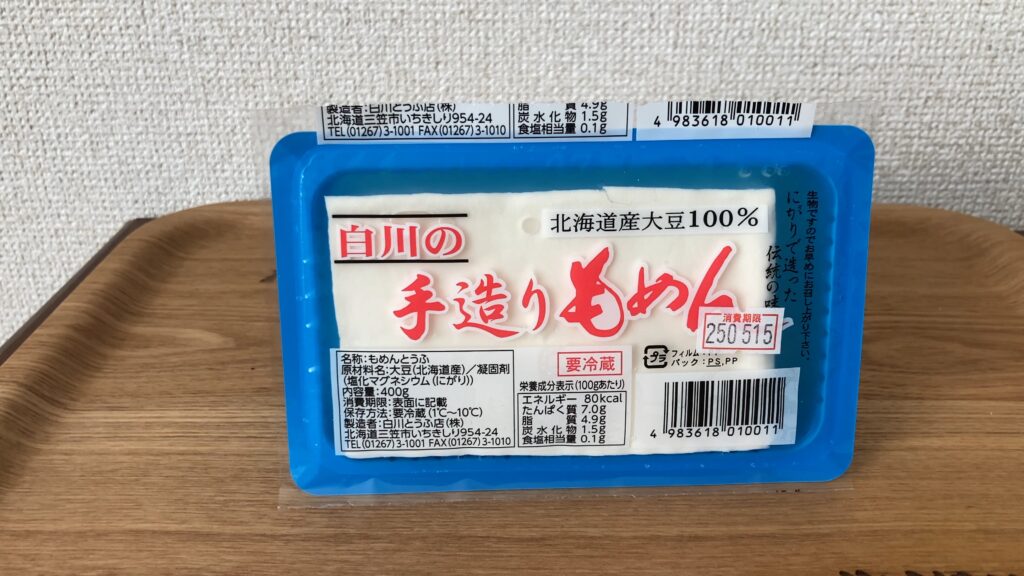 製造者:白川とうふ店(株)
北海道三笠市いちきしり954-24
TEL(01267)3-1001 FAX(01267)3-1010
脂 質 4.9g
炭水化物 1.5g
食塩相当量 0.1g
4 983618 010011
白川の
北海道産大豆100%
手造りもめん
生物ですのでお早めにお召し上がり下さい。
にがりで造った
伝統の味
消費期限
250515
名称:もめんとうふ
原材料名:大豆(北海道産)/凝固剤
(塩化マグネシウム(にがり))
内容量:400g
消費期限:表面に記載
保存方法:要冷蔵(1℃〜10℃)
製造者:白川とうふ店(株)
北海道三笠市いちきしり954-24
TEL(01267)3-1001 FAX(01267)3-1010
要冷蔵
栄養成分表示(100gあたり)
エネルギー 80kcal
たんぱく質 7.0g
脂 質 4.9g
炭水化物 1.5g
食塩相当量 0.1g
プラ
フィルム:
パック:PS,PP
4 983618 010011